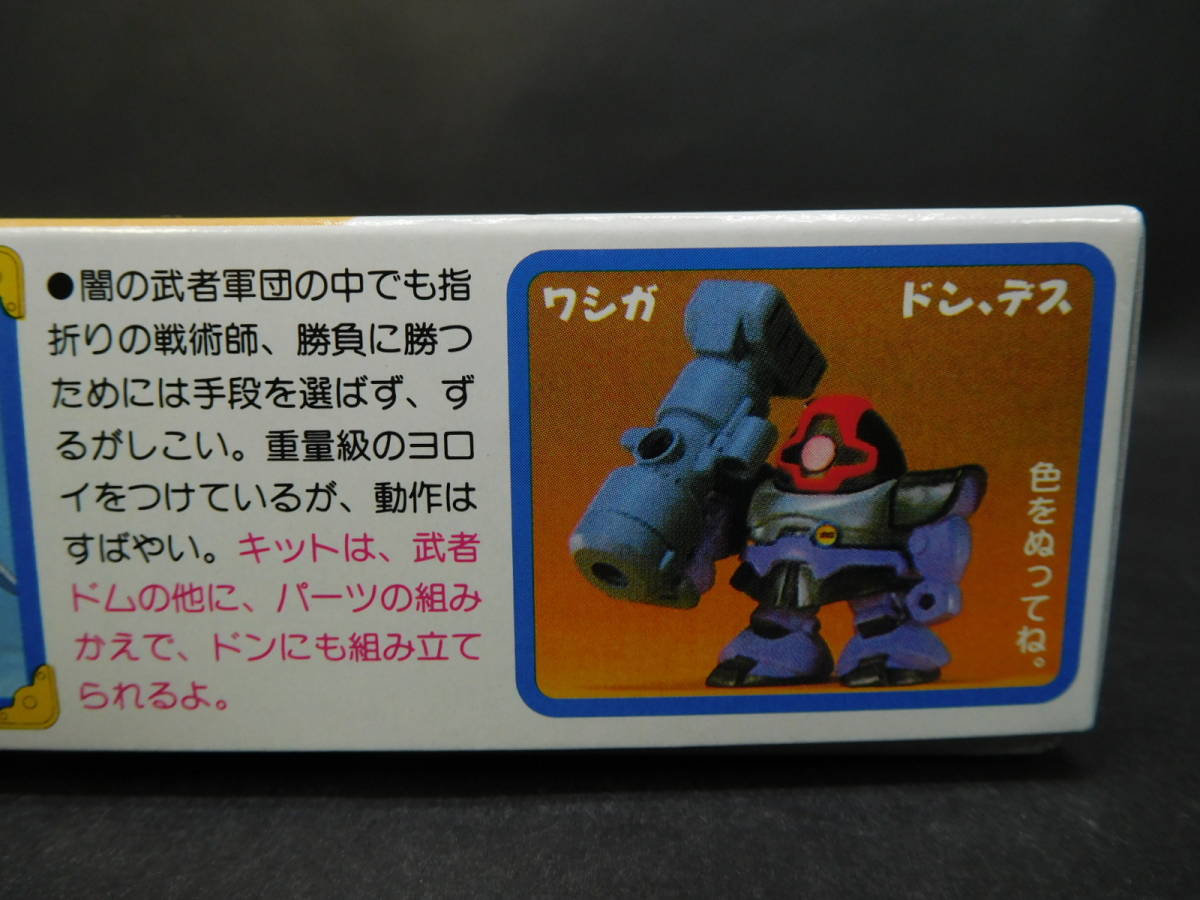 ●闇の武者軍団の中でも指
折りの戦術師、勝負に勝つ
ためには手段を選ばず、ず
るがしこい。重量級のヨロ
イをつけているが、動作は
すばやい。キットは、武者
ドムの他に、パーツの組み
かえで、ドンにも組み立て
られるよ。
ワシガ ドン、デス
色をぬってね。